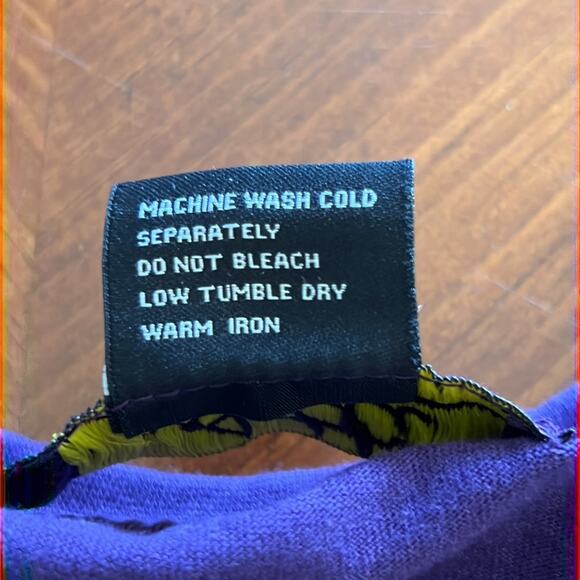 MACHINE WASH COLD
SEPARATELY
DO NOT BLEACH
LOW TUMBLE DRY
WARM IRON